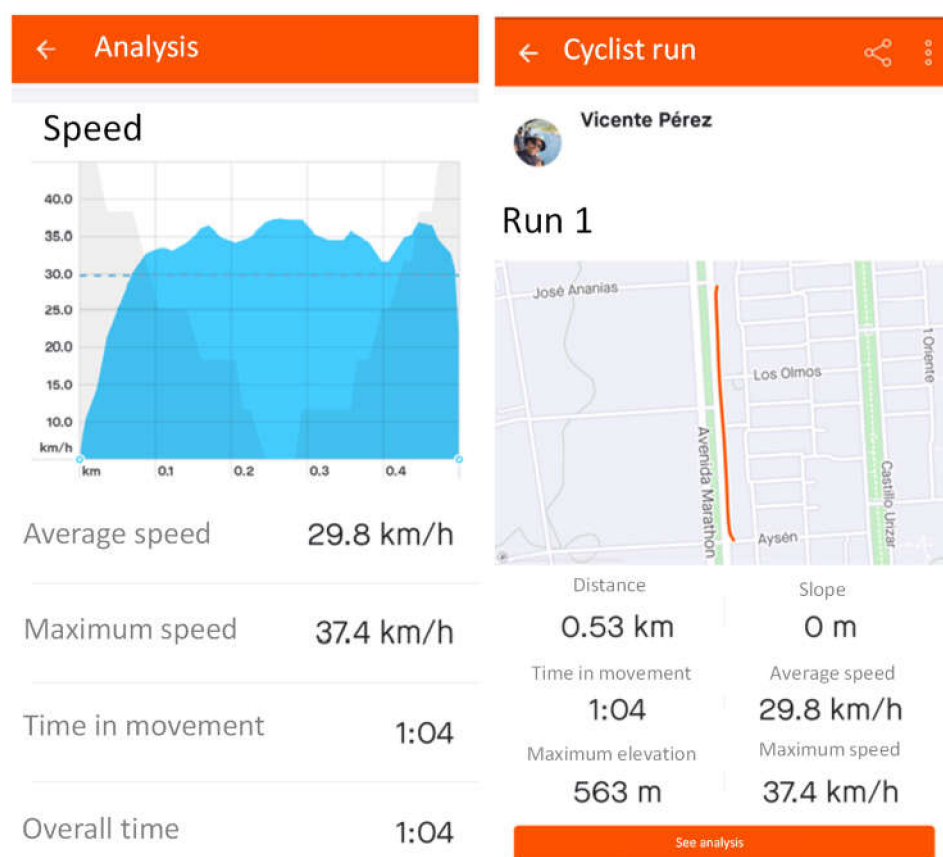 ← Analysis
Speed
40.0
35.0
30.0
25.0
20.0
15.0
10.0
km/h
km 0.1 0.2 0.3 0.4
Average speed 29.8 km/h
Maximum speed 37.4 km/h
Time in movement 1:04
Overall time 1:04
← Cyclist run
Vicente Pérez
Run 1
José Ananias
Los Olmos
1 Oriente
Avenida Marathon
Castillo Urizar
Aysén
Distance Slope
0.53 km 0 m
Time in movement Average speed
1:04 29.8 km/h
Maximum elevation Maximum speed
563 m 37.4 km/h
See analysis